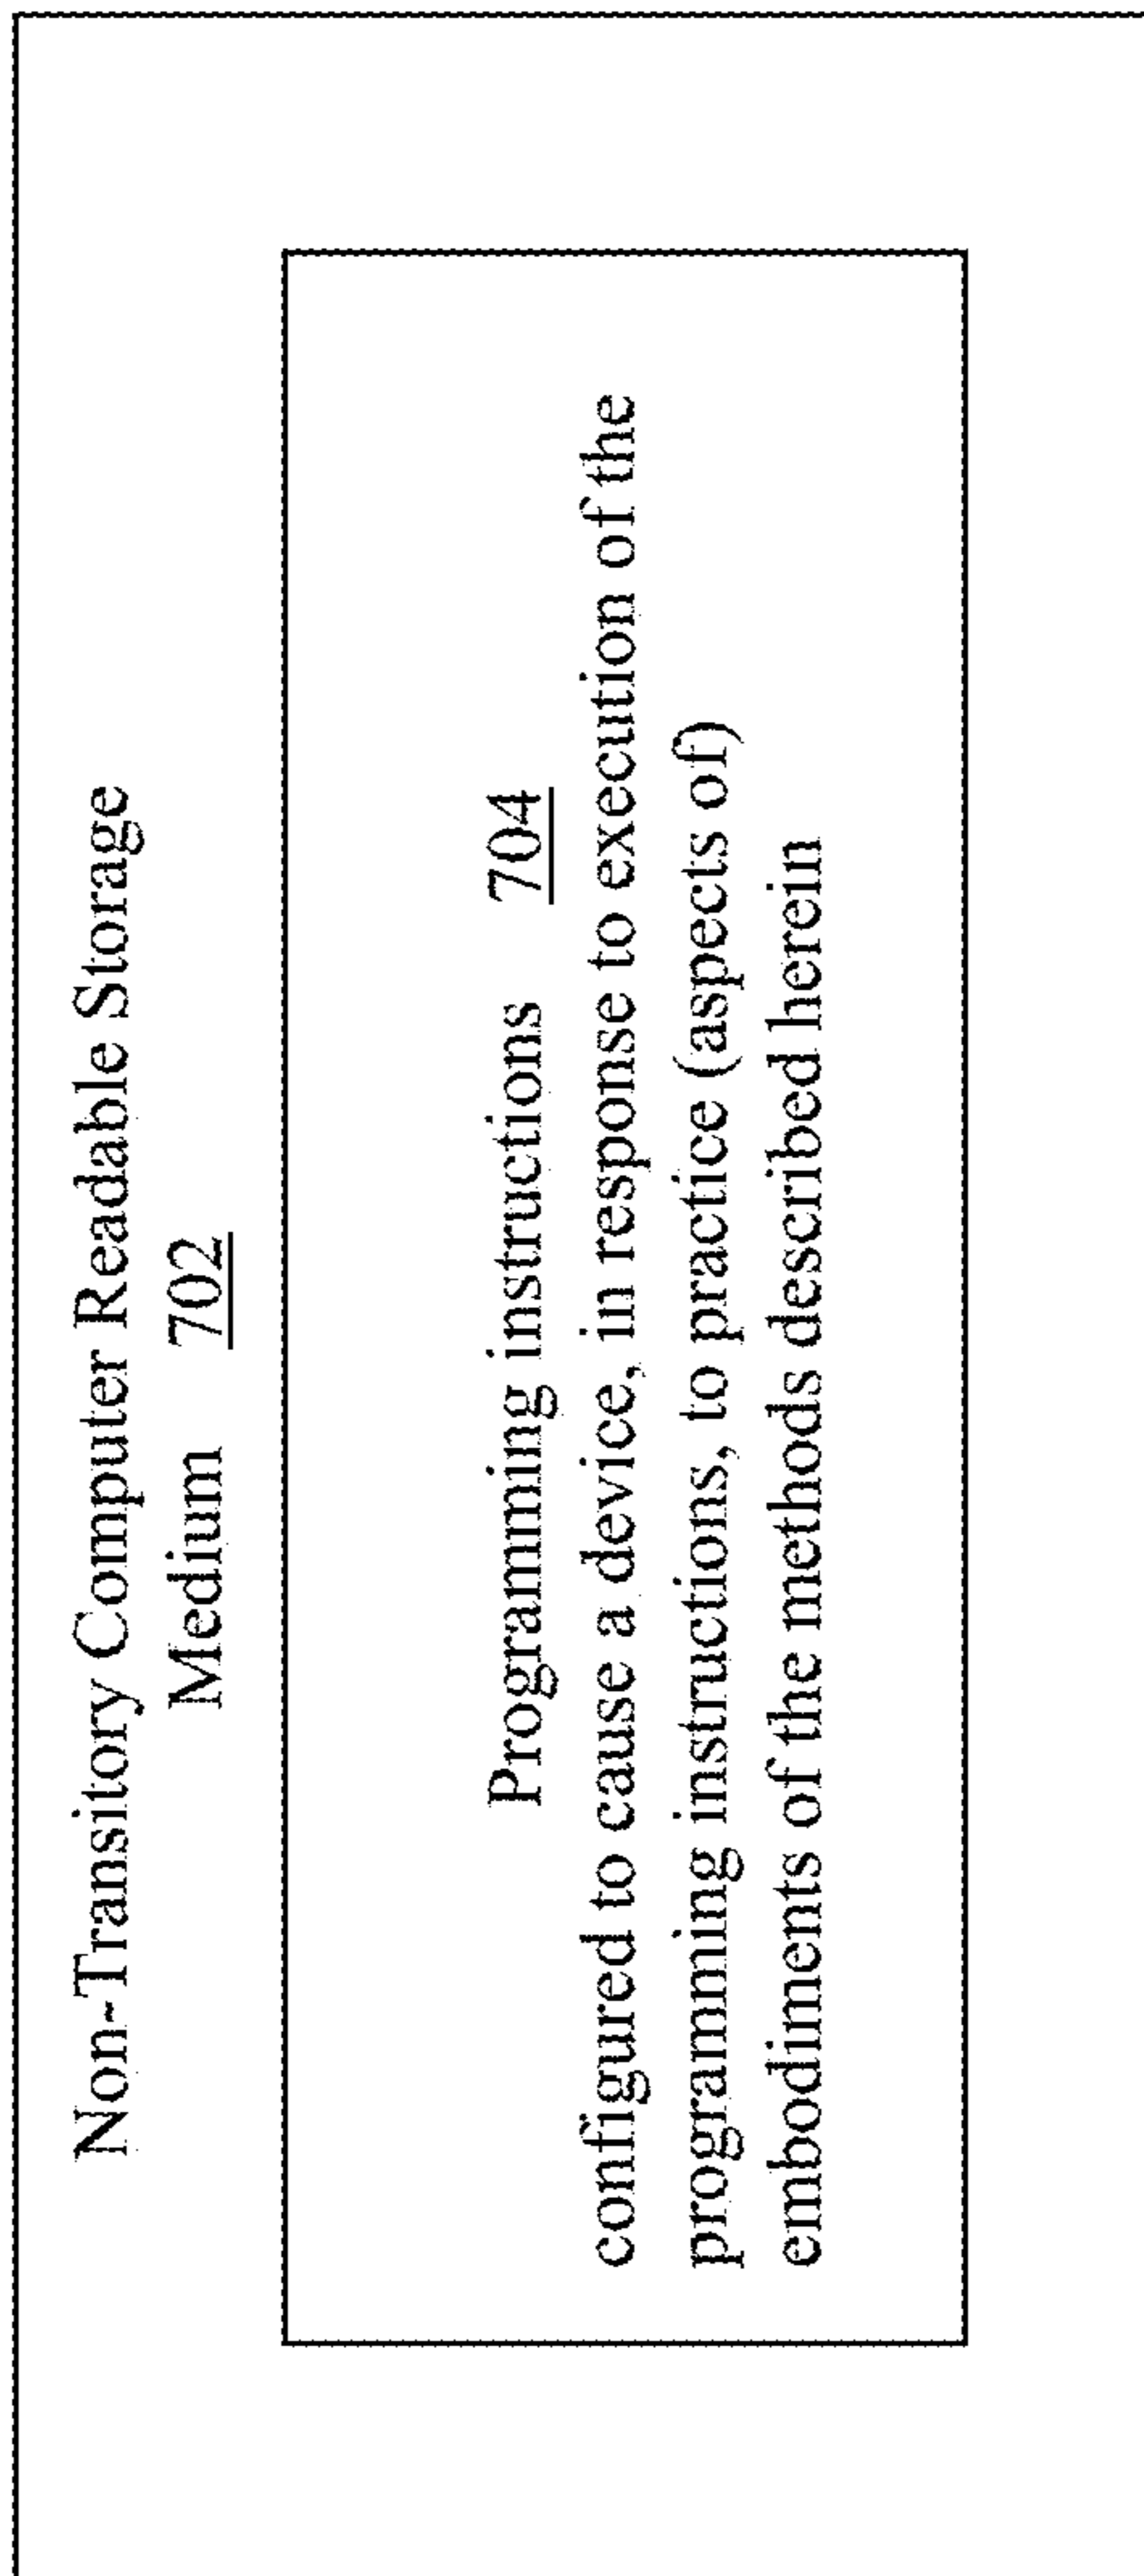 Non-Transitory Computer Readable Storage
Medium 702
Programming instructions 704
configured to cause a device, in response to execution of the
programming instructions, to practice (aspects of)
embodiments of the methods described herein